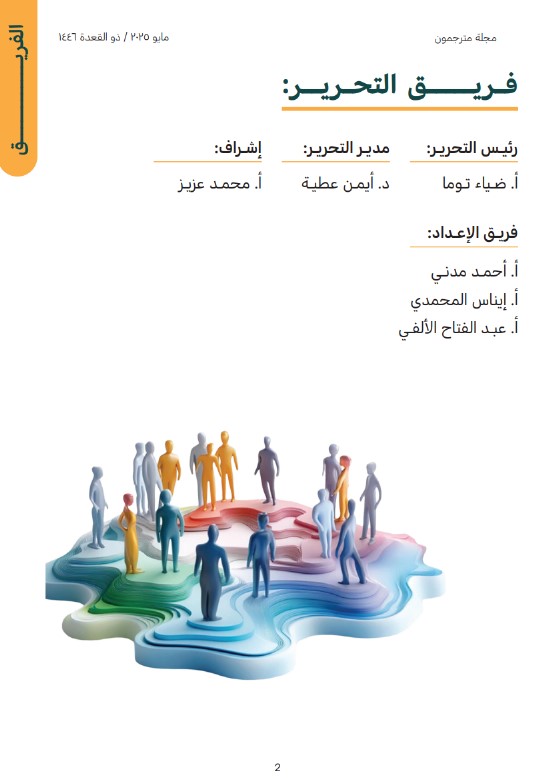 مجلة مترجمون
مايو ٢٠٢٥ / ذو القعدة ١٤٤٦
الفريق
فريق التحرير:
رئيس التحرير:
أ. ضياء توما
مدير التحرير:
د. أيمن عطية
إشراف:
أ. محمد عزيز
فريق الإعداد:
أ. أحمد مدني
أ. إيناس المحمدي
أ. عبد الفتاح الألفي
2